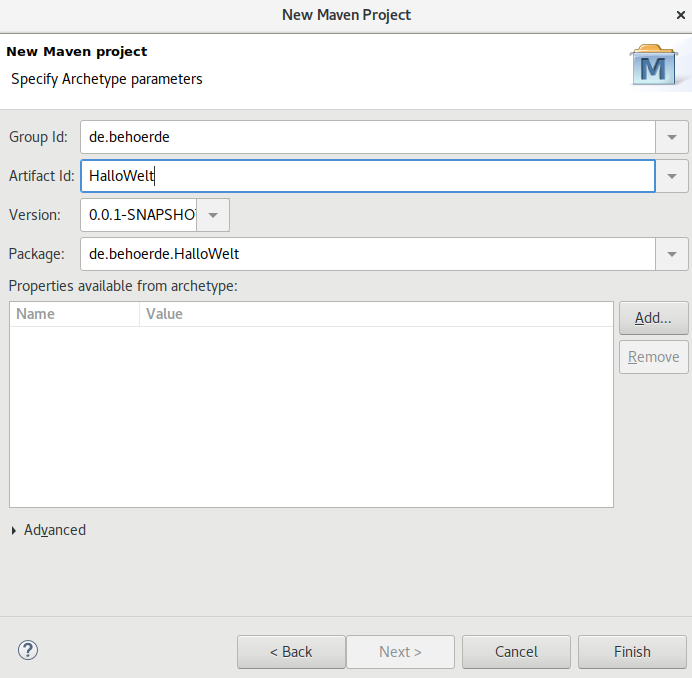 New Maven Project
New Maven project
Specify Archetype parameters
M
Group Id: de.behoerde
Artifact Id: HalloWelt
Version: 0.0.1-SNAPSHO
Package: de.behoerde.HalloWelt
Properties available from archetype:
Name Value
Add...
Remove
Advanced
? < Back Next > Cancel Finish